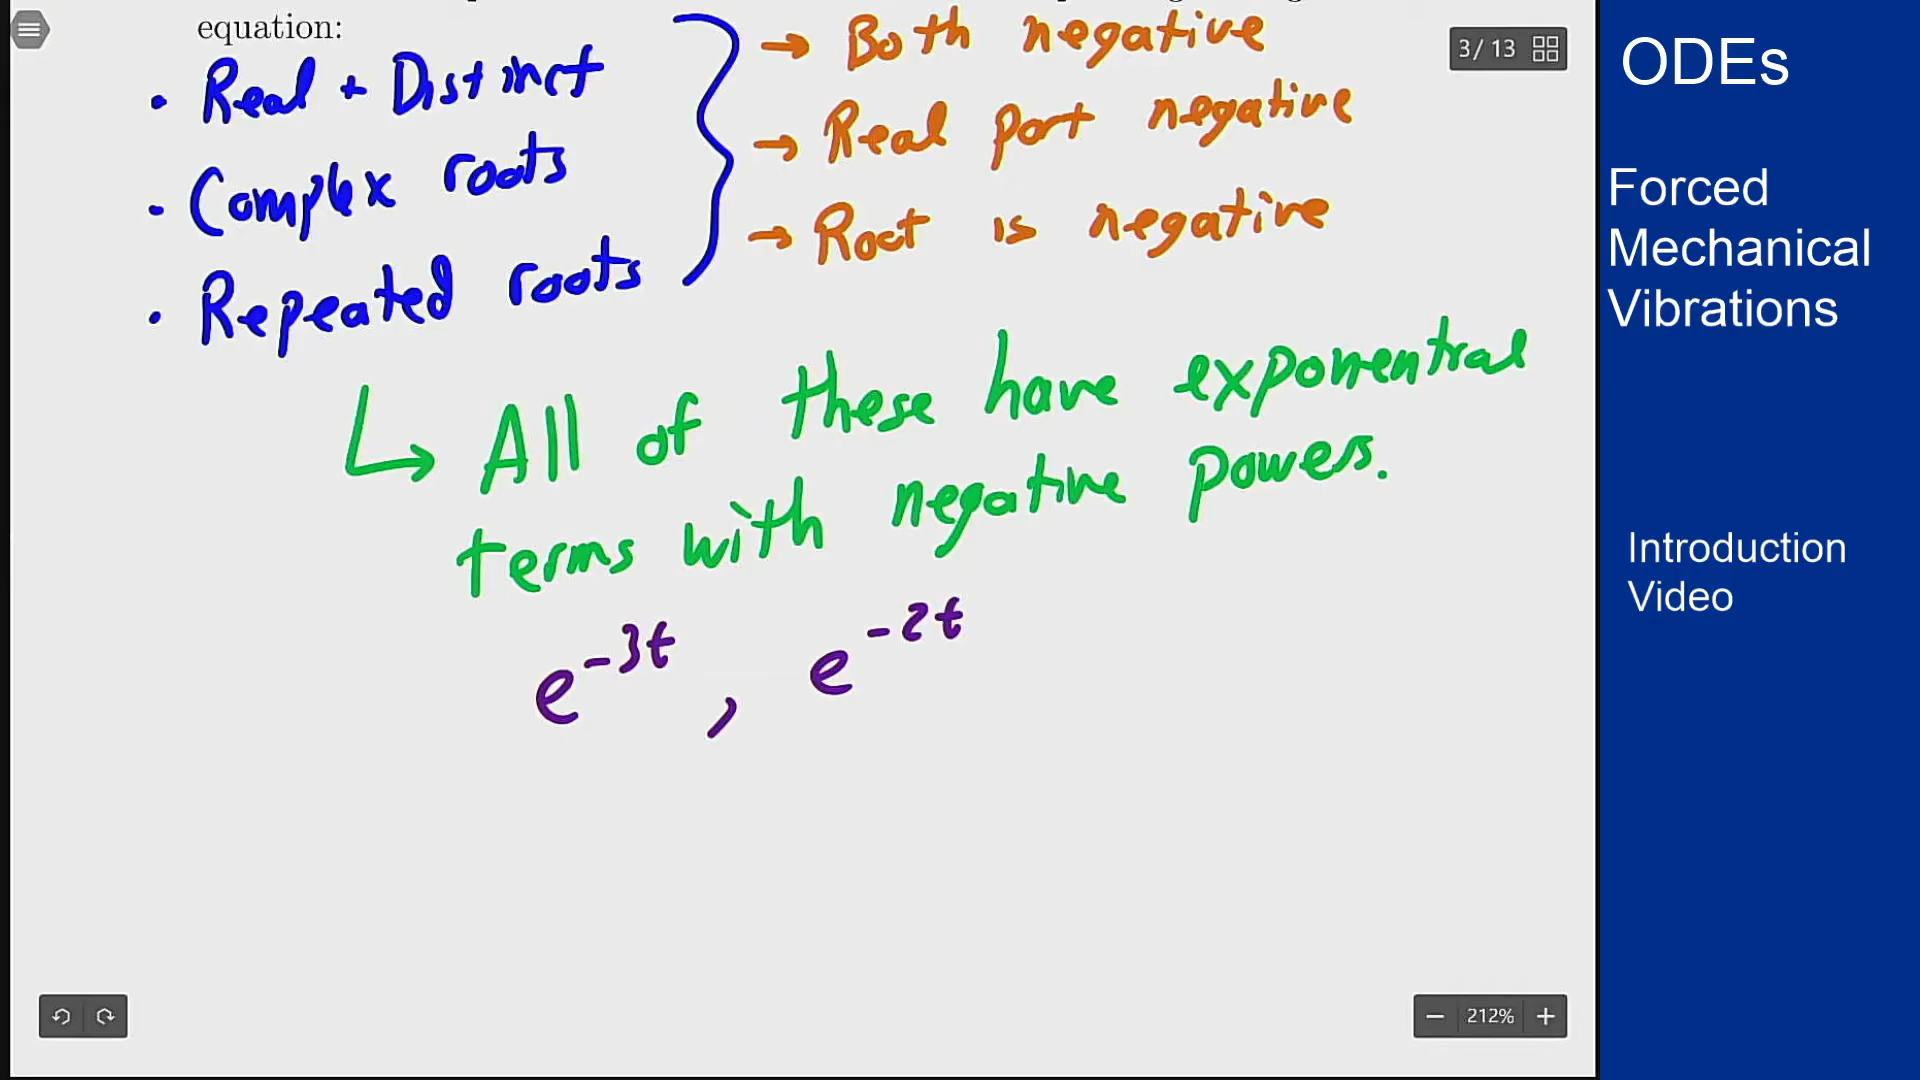 equation:
• Real + Distinct
• Complex roots
• Repeated roots
→ Both negative
→ Real part negative
→ Root is negative
3 / 13
All of these have exponential
terms with negative powers.
e^{-3t} , e^{-2t}
212%
ODEs
Forced
Mechanical
Vibrations
Introduction
Video